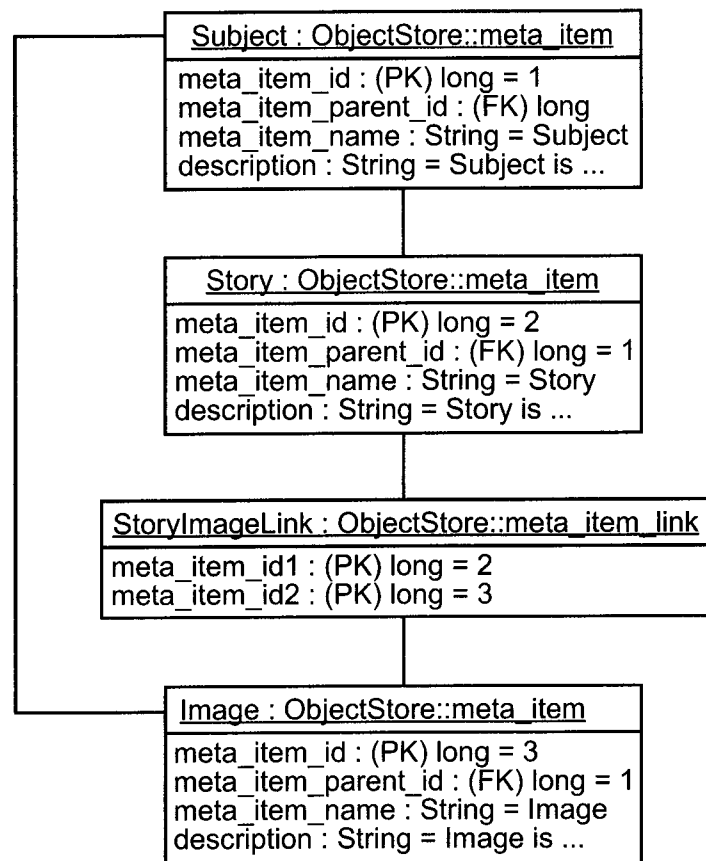 Subject : ObjectStore::meta_item
meta_item_id : (PK) long = 1
meta_item_parent_id : (FK) long
meta_item_name : String = Subject
description : String = Subject is ...
Story : ObjectStore::meta_item
meta_item_id : (PK) long = 2
meta_item_parent_id : (FK) long = 1
meta_item_name : String = Story
description : String = Story is ...
StoryImageLink : ObjectStore::meta_item_link
meta_item_id1 : (PK) long = 2
meta_item_id2 : (PK) long = 3
Image : ObjectStore::meta_item
meta_item_id : (PK) long = 3
meta_item_parent_id : (FK) long = 1
meta_item_name : String = Image
description : String = Image is ...